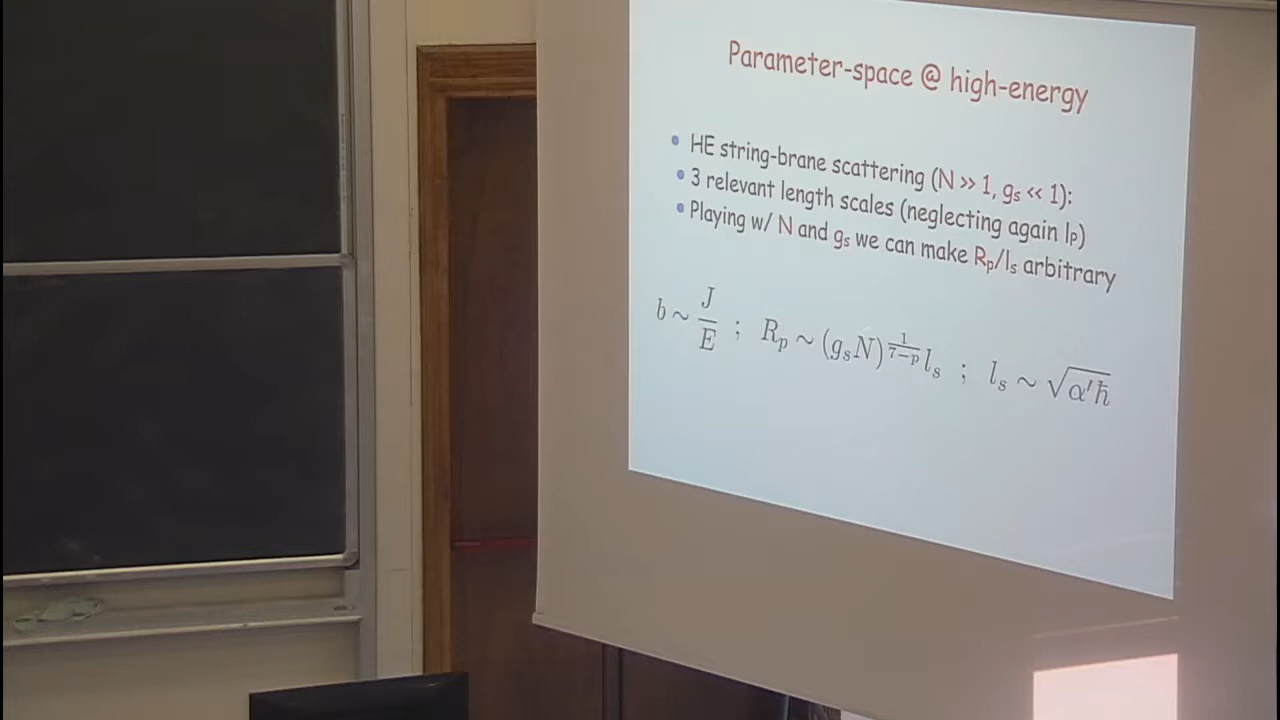 Parameter-space @ high-energy
• HE string-brane scattering (N >> 1, gₛ << 1):
• 3 relevant length scales (neglecting again lₚ)
• Playing w/ N and gₛ we can make Rₚ/lₛ arbitrary
b ~ J/E ; Rₚ ~ (gₛN)^(1/(7-p)) lₛ ; lₛ ~ √(α′ħ)